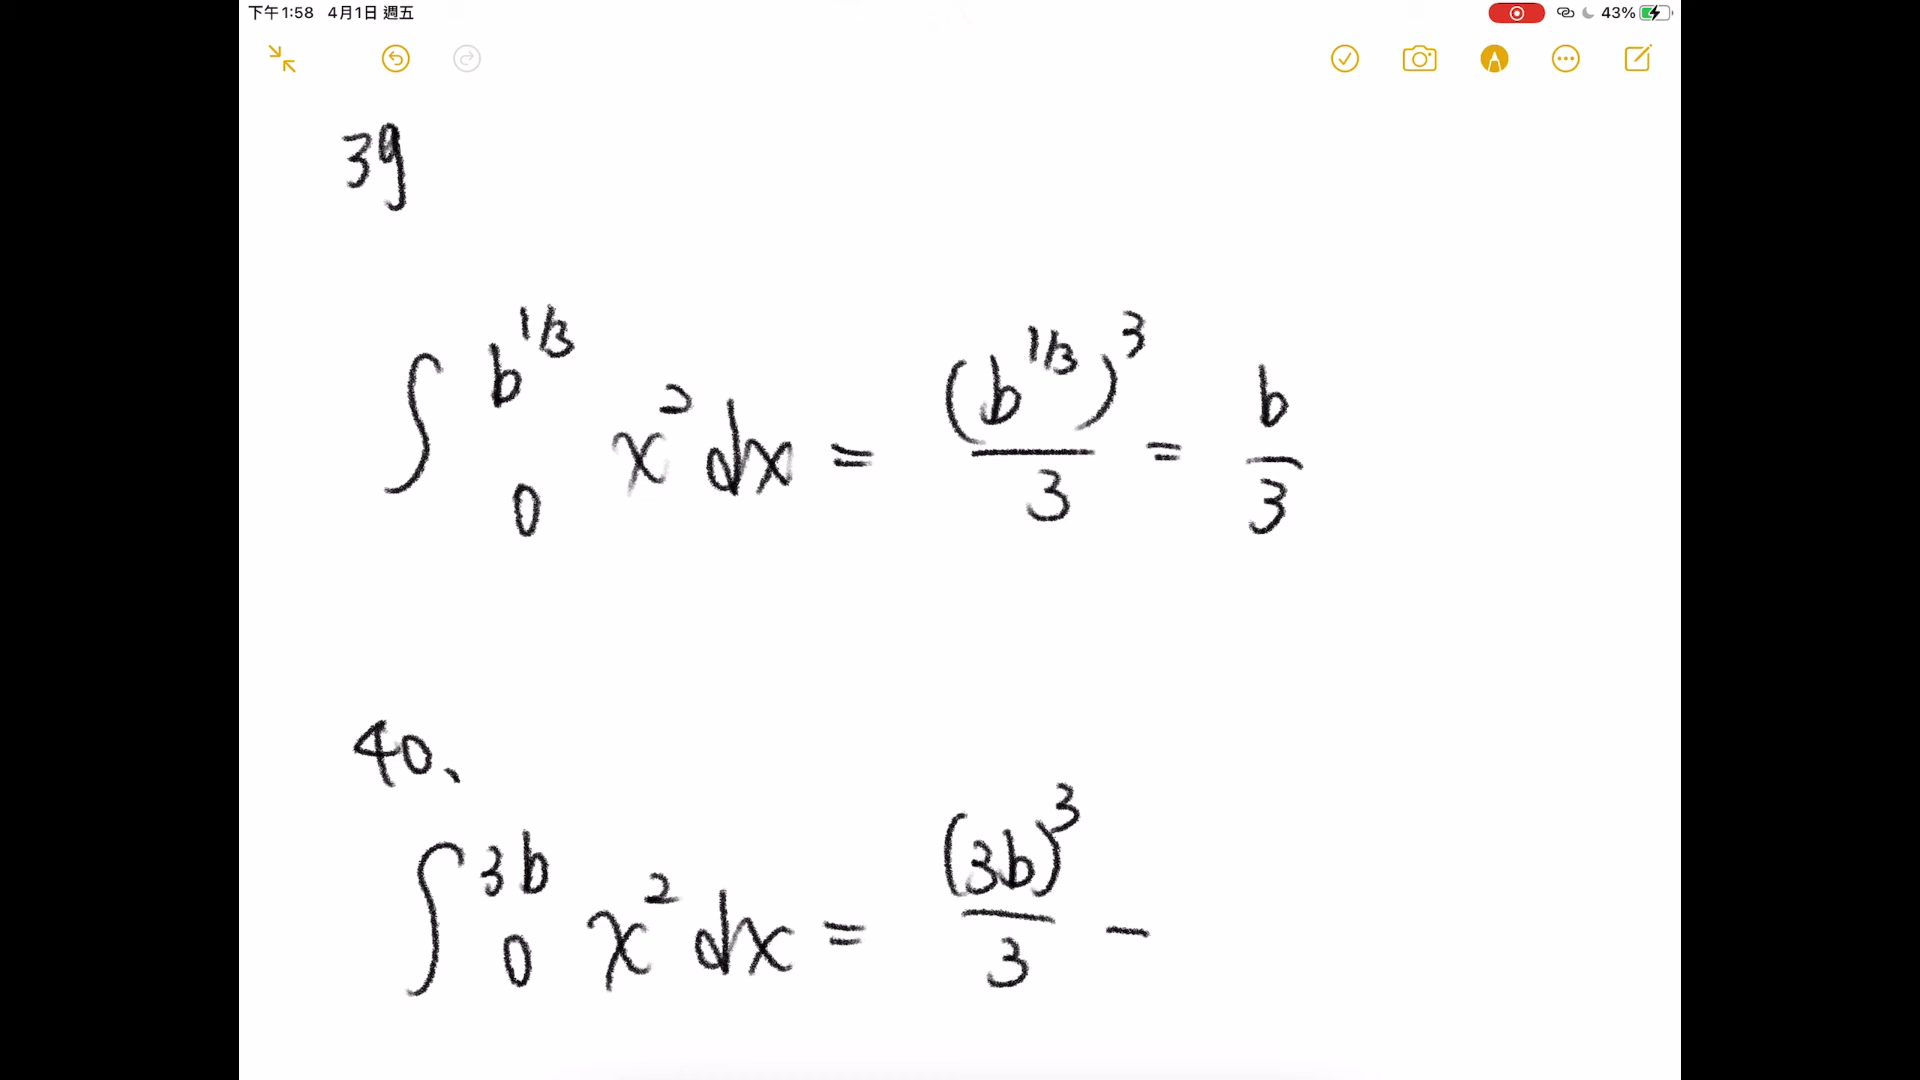 下午1:58 4月1日 週五 43%
39
∫₀^{b^{1/3}} x² dx = (b^{1/3})³/3 = b/3
40、
∫₀^{3b} x² dx = (3b)³/3 –